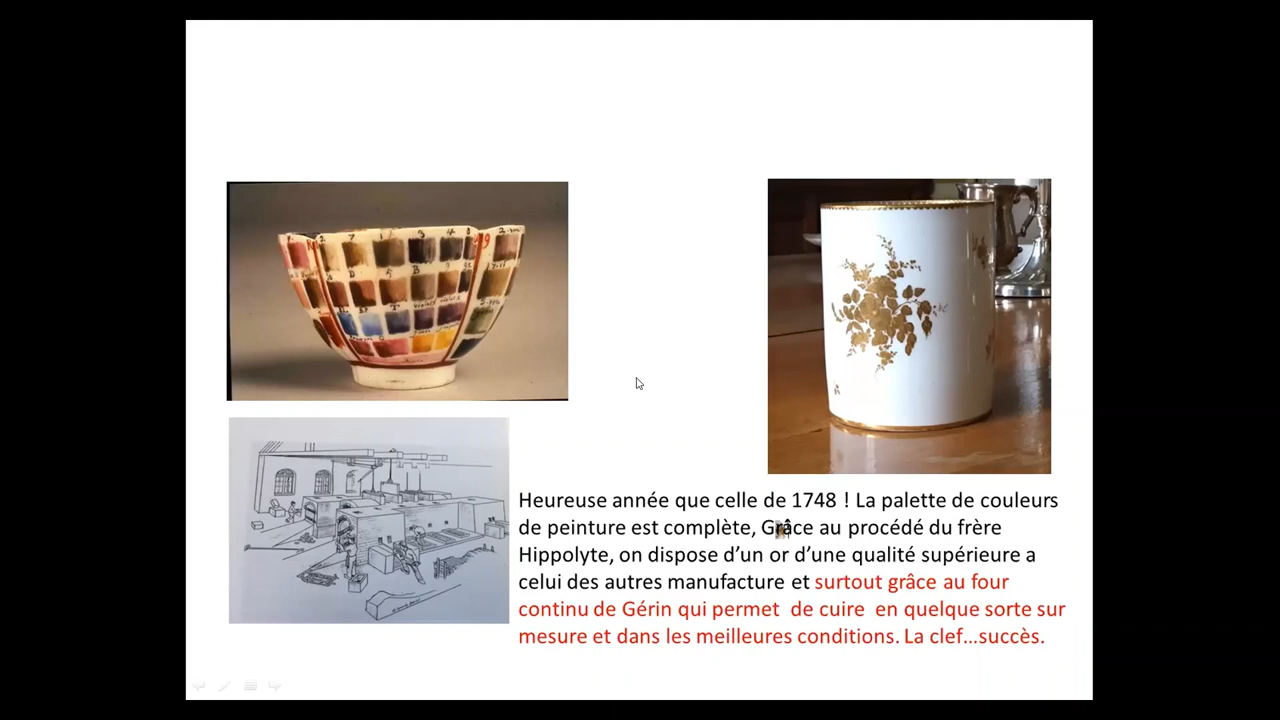 Heureuse année que celle de 1748 ! La palette de couleurs
de peinture est complète, Grâce au procédé du frère
Hippolyte, on dispose d’un or d’une qualité supérieure a
celui des autres manufacture et surtout grâce au four
continu de Gérin qui permet de cuire en quelque sorte sur
mesure et dans les meilleures conditions. La clef…succès.